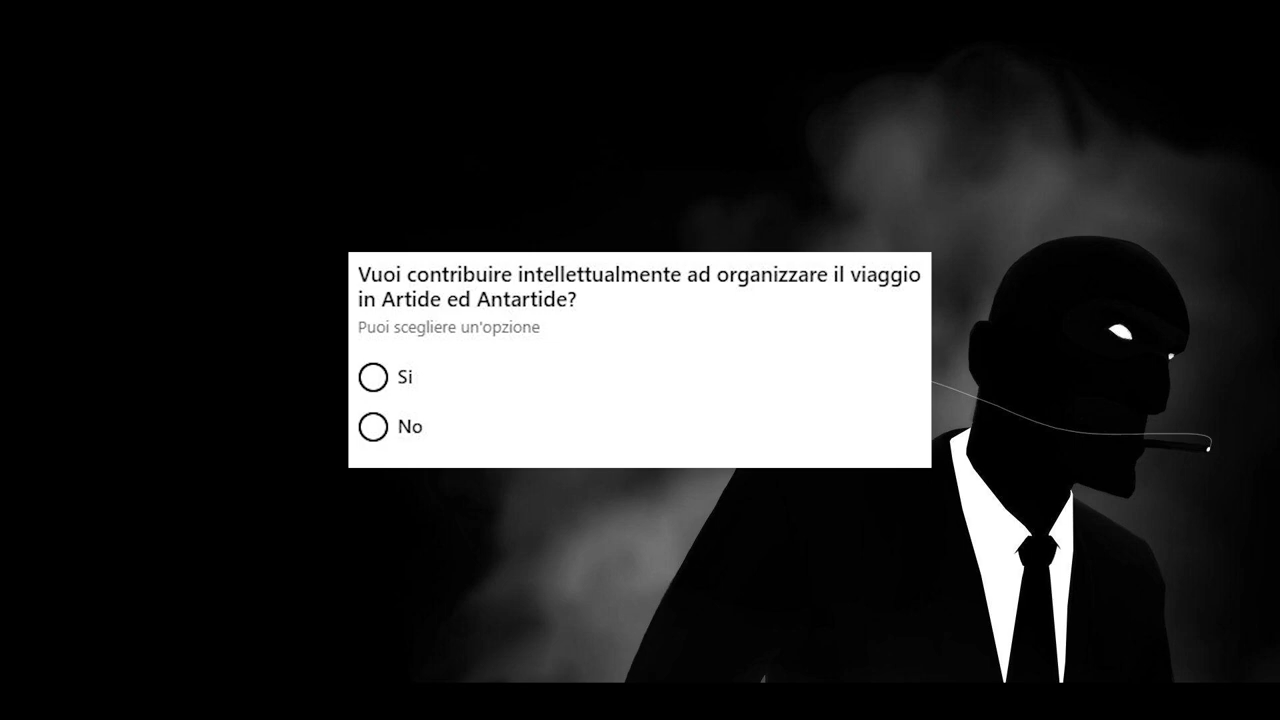 Vuoi contribuire intellettualmente ad organizzare il viaggio
in Artide ed Antartide?
Puoi scegliere un'opzione
Si
No